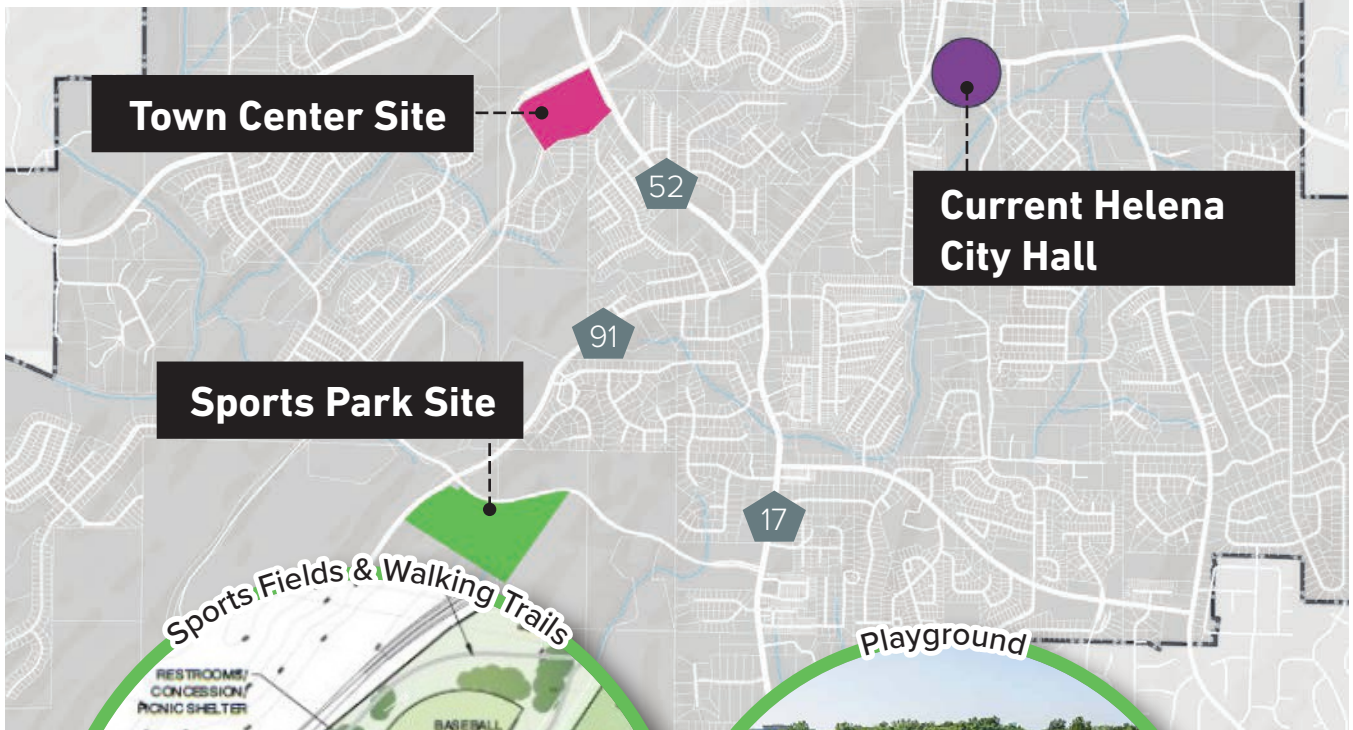 Town Center Site
52
Current Helena
City Hall
91
Sports Park Site
17
Sports Fields & Walking Trails
Playground
RESTROOMS/
CONCESSION/
PICNIC SHELTER
BASEBALL